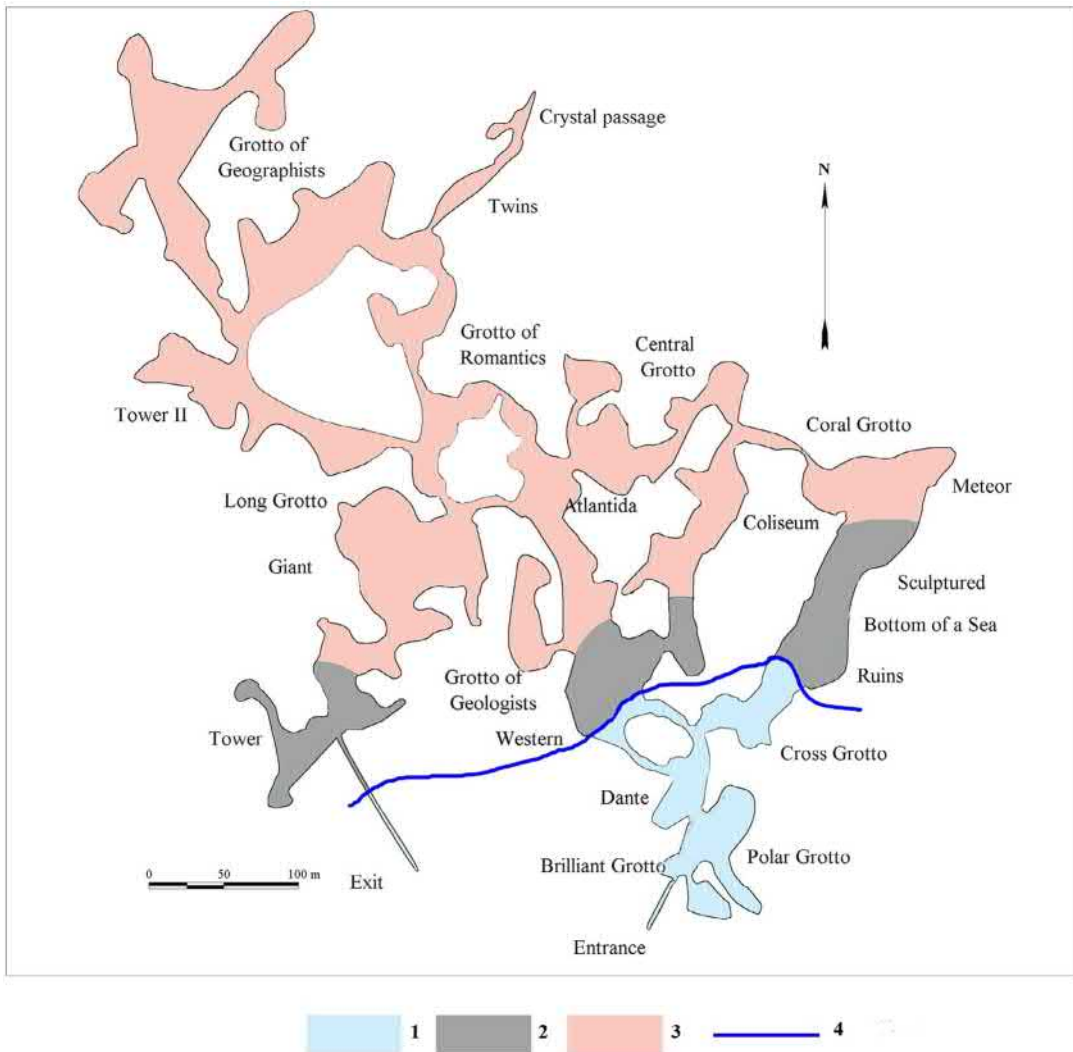 Crystal passage
Grotto of
Geographists
N
Twins
Grotto of
Romantics
Central
Grotto
Tower II
Coral Grotto
Long Grotto
Atlantida
Meteor
Coliseum
Giant
Sculptured
Bottom of a Sea
Grotto of
Geologists
Ruins
Tower
Western
Cross Grotto
Dante
Brilliant Grotto
Polar Grotto
0 50 100 m
Exit
Entrance
1 2 3 4